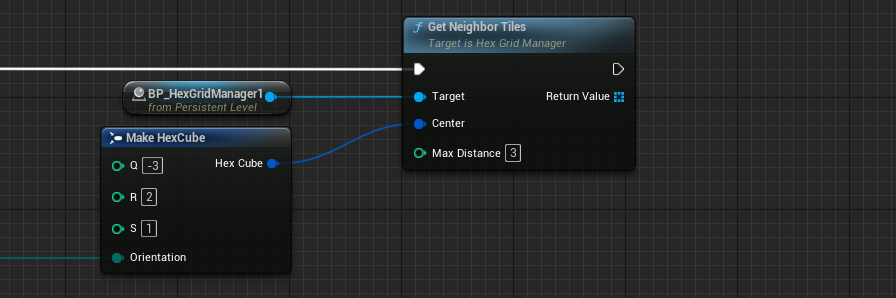 Get Neighbor Tiles
Target is Hex Grid Manager
BP_HexGridManager1
from Persistent Level
Target
Return Value
Center
Max Distance 3
Make HexCube
Q -3
Hex Cube
R 2
S 1
Orientation